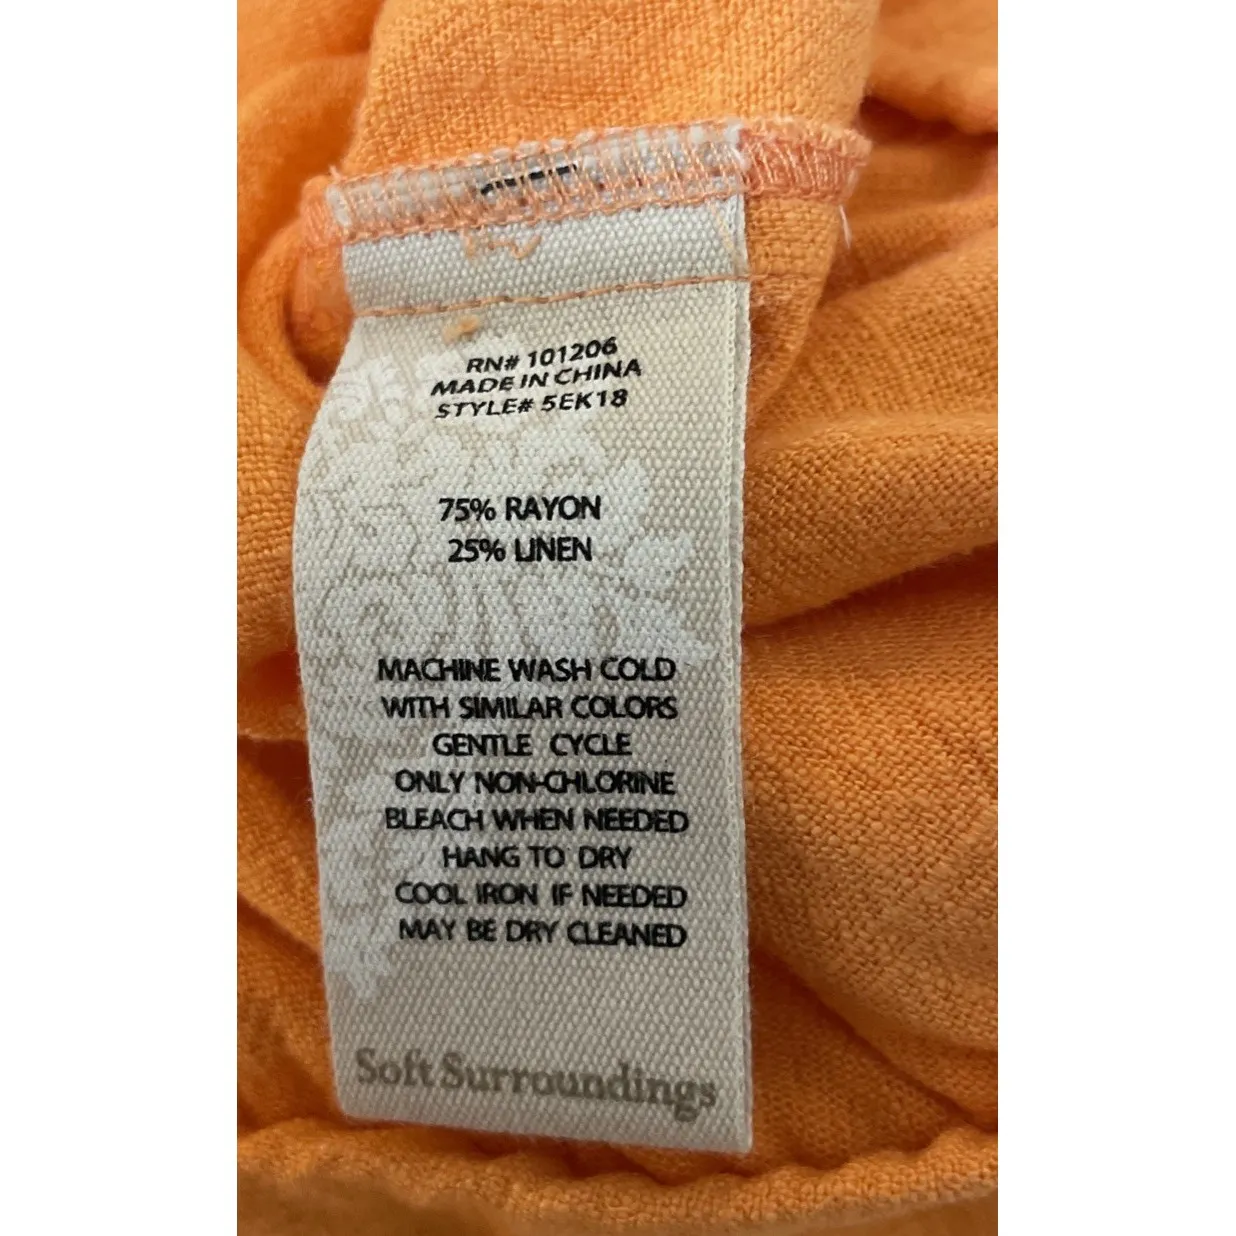 RN# 101206
MADE IN CHINA
STYLE# 5EK18
75% RAYON
25% LINEN
MACHINE WASH COLD
WITH SIMILAR COLORS
GENTLE CYCLE
ONLY NON-CHLORINE
BLEACH WHEN NEEDED
HANG TO DRY
COOL IRON IF NEEDED
MAY BE DRY CLEANED
Soft Surroundings